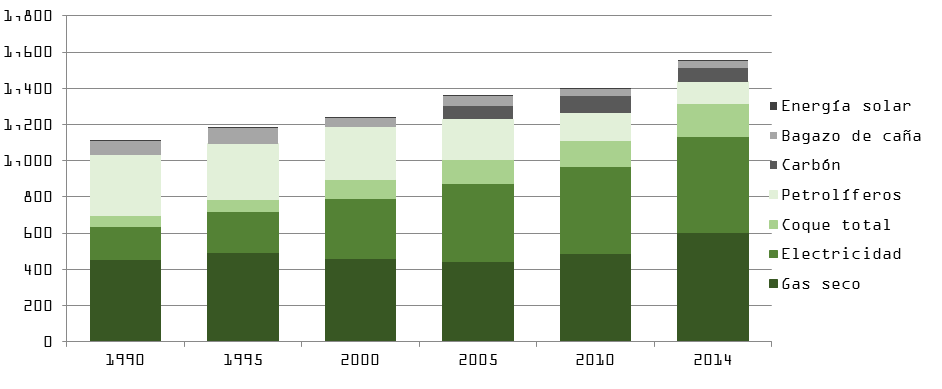 1,800
1,600
1,400
1,200
1,000
800
600
400
200
0
1990 1995 2000 2005 2010 2014
Energía solar
Bagazo de caña
Carbón
Petrolíferos
Coque total
Electricidad
Gas seco